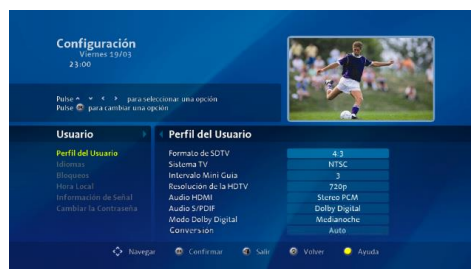 Configuración
Viernes 19/03
23:00
Pulse para seleccionar una opción
Pulse para cambiar una opción
Usuario
Perfil del Usuario
Perfil del Usuario
Idiomas
Bloqueos
Hora Local
Información de Señal
Cambiar la Contraseña
Formato de SDTV 4:3
Sistema TV NTSC
Intervalo Mini Guia 3
Resolución de la HDTV 720p
Audio HDMI Stereo PCM
Audio S/PDIF Dolby Digital
Modo Dolby Digital Medianoche
Conversión Auto
Navegar Confirmar Salir Volver Ayuda